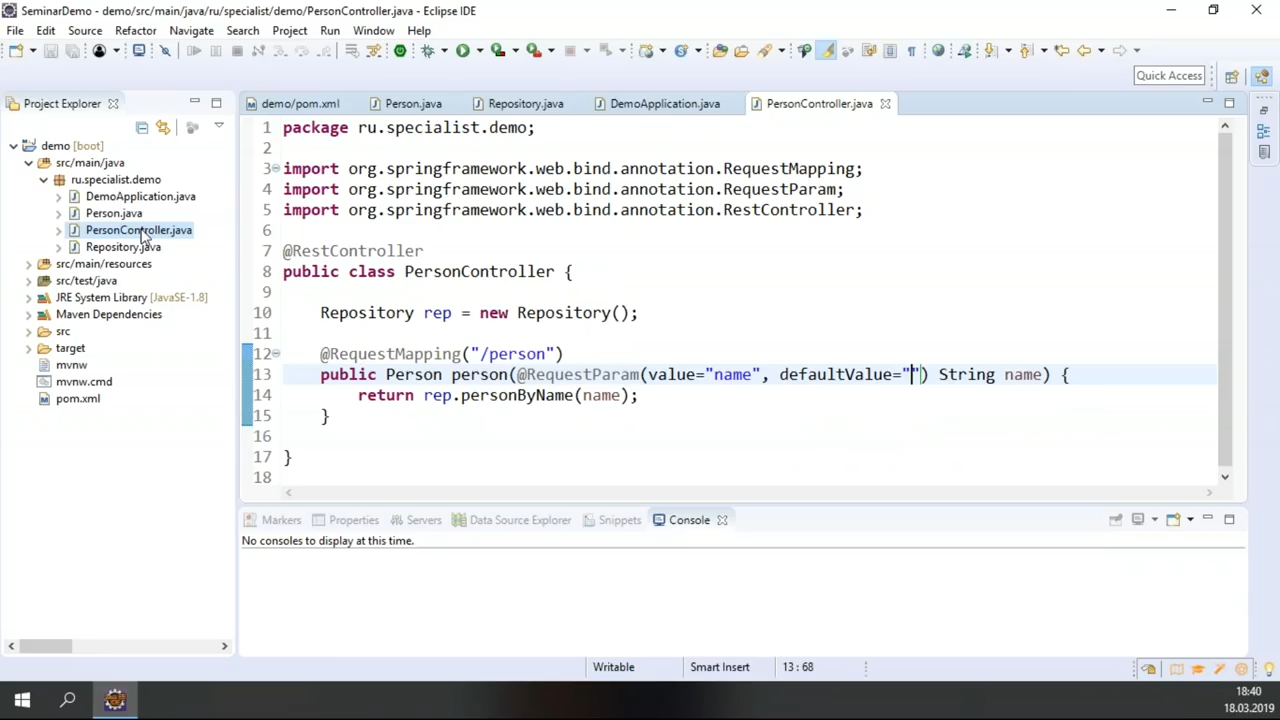 SeminarDemo - demo/src/main/java/ru/specialist/demo/PersonController.java - Eclipse IDE
File Edit Source Refactor Navigate Search Project Run Window Help
Quick Access
Project Explorer
demo [boot]
src/main/java
ru.specialist.demo
DemoApplication.java
Person.java
PersonController.java
Repository.java
src/main/resources
src/test/java
JRE System Library [JavaSE-1.8]
Maven Dependencies
src
target
mvnw
mvnw.cmd
pom.xml
demo/pom.xml Person.java Repository.java DemoApplication.java PersonController.java
1 package ru.specialist.demo;
2
3 import org.springframework.web.bind.annotation.RequestMapping;
4 import org.springframework.web.bind.annotation.RequestParam;
5 import org.springframework.web.bind.annotation.RestController;
6
7 @RestController
8 public class PersonController {
9
10 Repository rep = new Repository();
11
12 @RequestMapping("/person")
13 public Person person(@RequestParam(value="name", defaultValue="") String name) {
14 return rep.personByName(name);
15 }
16
17 }
18
Markers Properties Servers Data Source Explorer Snippets Console
No consoles to display at this time.
Writable Smart Insert 13 : 68
18:40
18.03.2019